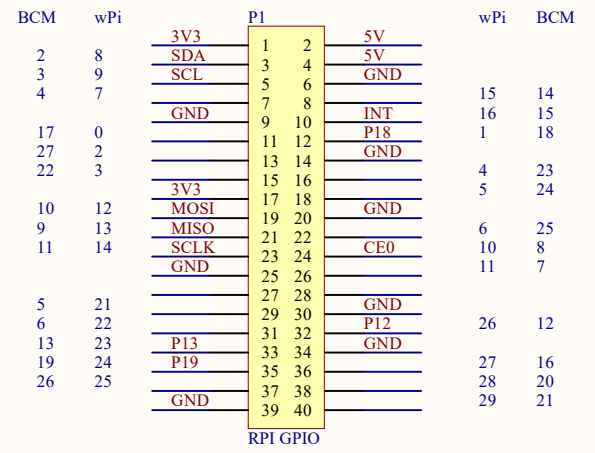 BCM wPi P1 wPi BCM
3V3 1 2 5V
2 8 SDA 3 4 5V
3 9 SCL 5 6 GND
4 7 7 8 15 14
GND 9 10 INT 16 15
17 0 11 12 P18 1 18
27 2 13 14 GND
22 3 15 16 4 23
3V3 17 18 5 24
10 12 MOSI 19 20 GND
9 13 MISO 21 22 6 25
11 14 SCLK 23 24 CE0 10 8
GND 25 26 11 7
27 28
5 21 29 30 GND
6 22 31 32 P12 26 12
13 23 P13 33 34 GND
19 24 P19 35 36 27 16
26 25 37 38 28 20
GND 39 40 29 21
RPI GPIO